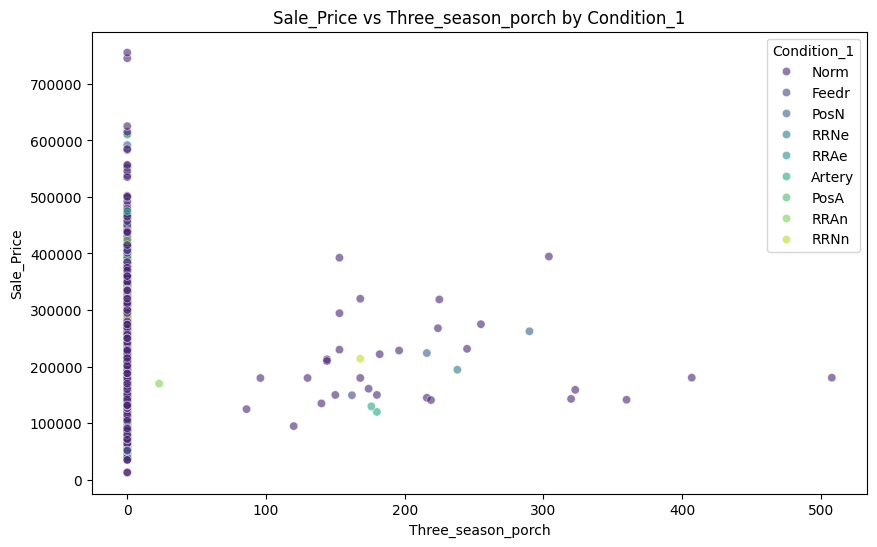 Sale_Price vs Three_season_porch by Condition_1
Condition_1
Norm
Feedr
PosN
RRNe
RRAe
Artery
PosA
RRAn
RRNn
Sale_Price
700000
600000
500000
400000
300000
200000
100000
0
0 100 200 300 400 500
Three_season_porch